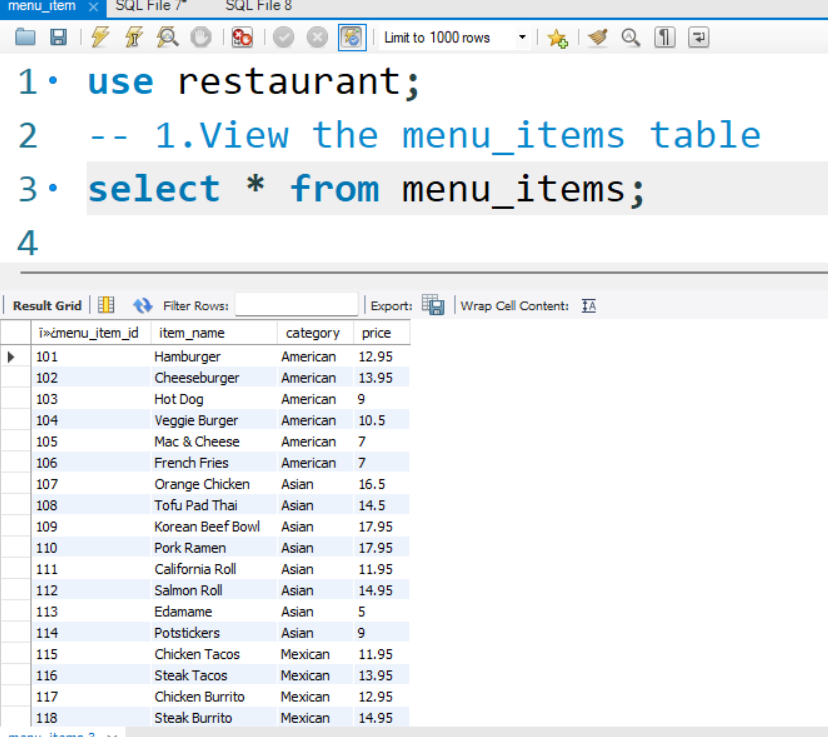 menu_item SQL File 7* SQL File 8
Limit to 1000 rows
1 use restaurant;
2 -- 1.View the menu_items table
3 select * from menu_items;
4
Result Grid Filter Rows: Export: Wrap Cell Content:
ï»¿menu_item_id item_name category price
101 Hamburger American 12.95
102 Cheeseburger American 13.95
103 Hot Dog American 9
104 Veggie Burger American 10.5
105 Mac & Cheese American 7
106 French Fries American 7
107 Orange Chicken Asian 16.5
108 Tofu Pad Thai Asian 14.5
109 Korean Beef Bowl Asian 17.95
110 Pork Ramen Asian 17.95
111 California Roll Asian 11.95
112 Salmon Roll Asian 14.95
113 Edamame Asian 5
114 Potstickers Asian 9
115 Chicken Tacos Mexican 11.95
116 Steak Tacos Mexican 13.95
117 Chicken Burrito Mexican 12.95
118 Steak Burrito Mexican 14.95